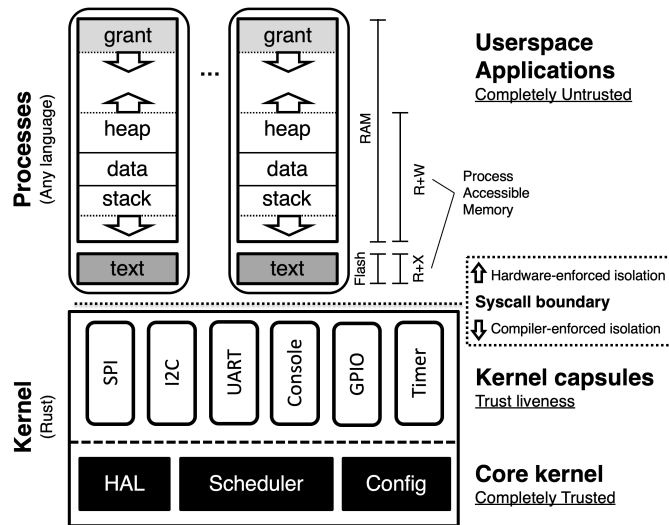 Processes
(Any language)
grant
heap
data
stack
text
...
grant
heap
data
stack
text
RAM
Flash
R+W
R+X
Process
Accessible
Memory
Userspace
Applications
Completely Untrusted
Hardware-enforced isolation
Syscall boundary
Compiler-enforced isolation
Kernel
(Rust)
SPI
I2C
UART
Console
GPIO
Timer
Kernel capsules
Trust liveness
HAL
Scheduler
Config
Core kernel
Completely Trusted